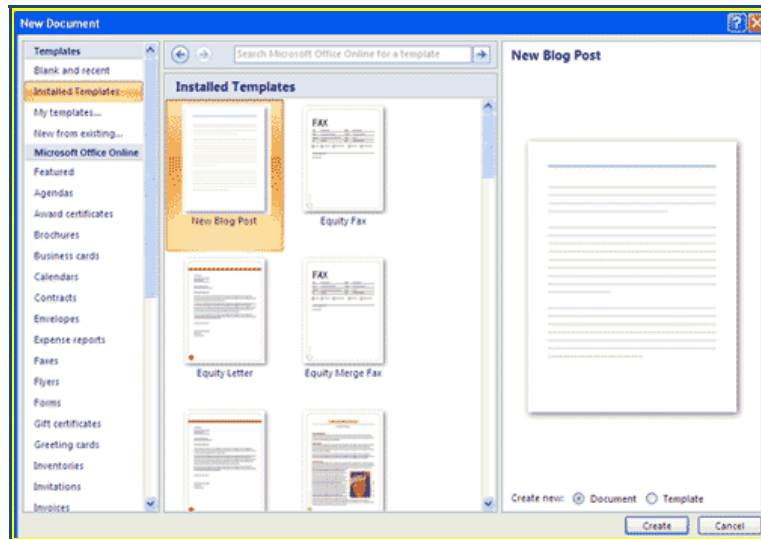 New Document
Templates
Blank and recent
Installed Templates
My templates...
New from existing...
Microsoft Office Online
Featured
Agendas
Award certificates
Brochures
Business cards
Calendars
Contracts
Envelopes
Expense reports
Faxes
Flyers
Forms
Gift certificates
Greeting cards
Inventories
Invitations
Invoices
Search Microsoft Office Online for a template
Installed Templates
FAX
New Blog Post
Equity Fax
FAX
Equity Letter
Equity Merge Fax
New Blog Post
Create new: Document Template
Create Cancel